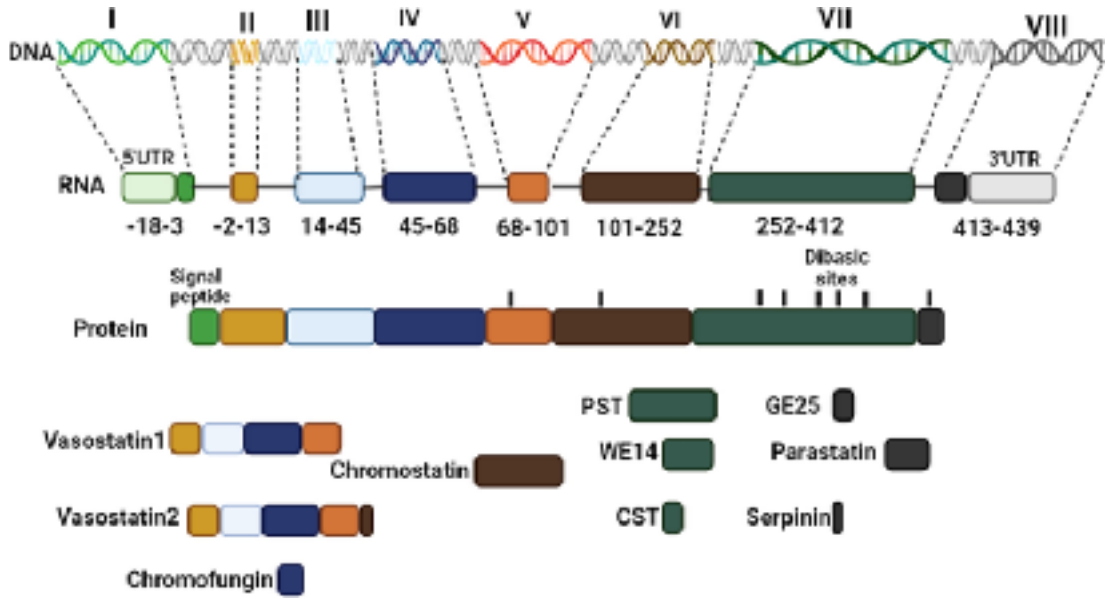 I II III IV V VI VII VIII
DNA
5'UTR 3'UTR
RNA
-18-3 -2-13 14-45 45-68 68-101 101-252 252-412 413-439
Dibasic
sites
Signal
peptide
Protein
PST GE25
Vasostatin1 WE14 Parastatin
Chromostatin
Vasostatin2 CST Serpinin
Chromofungin